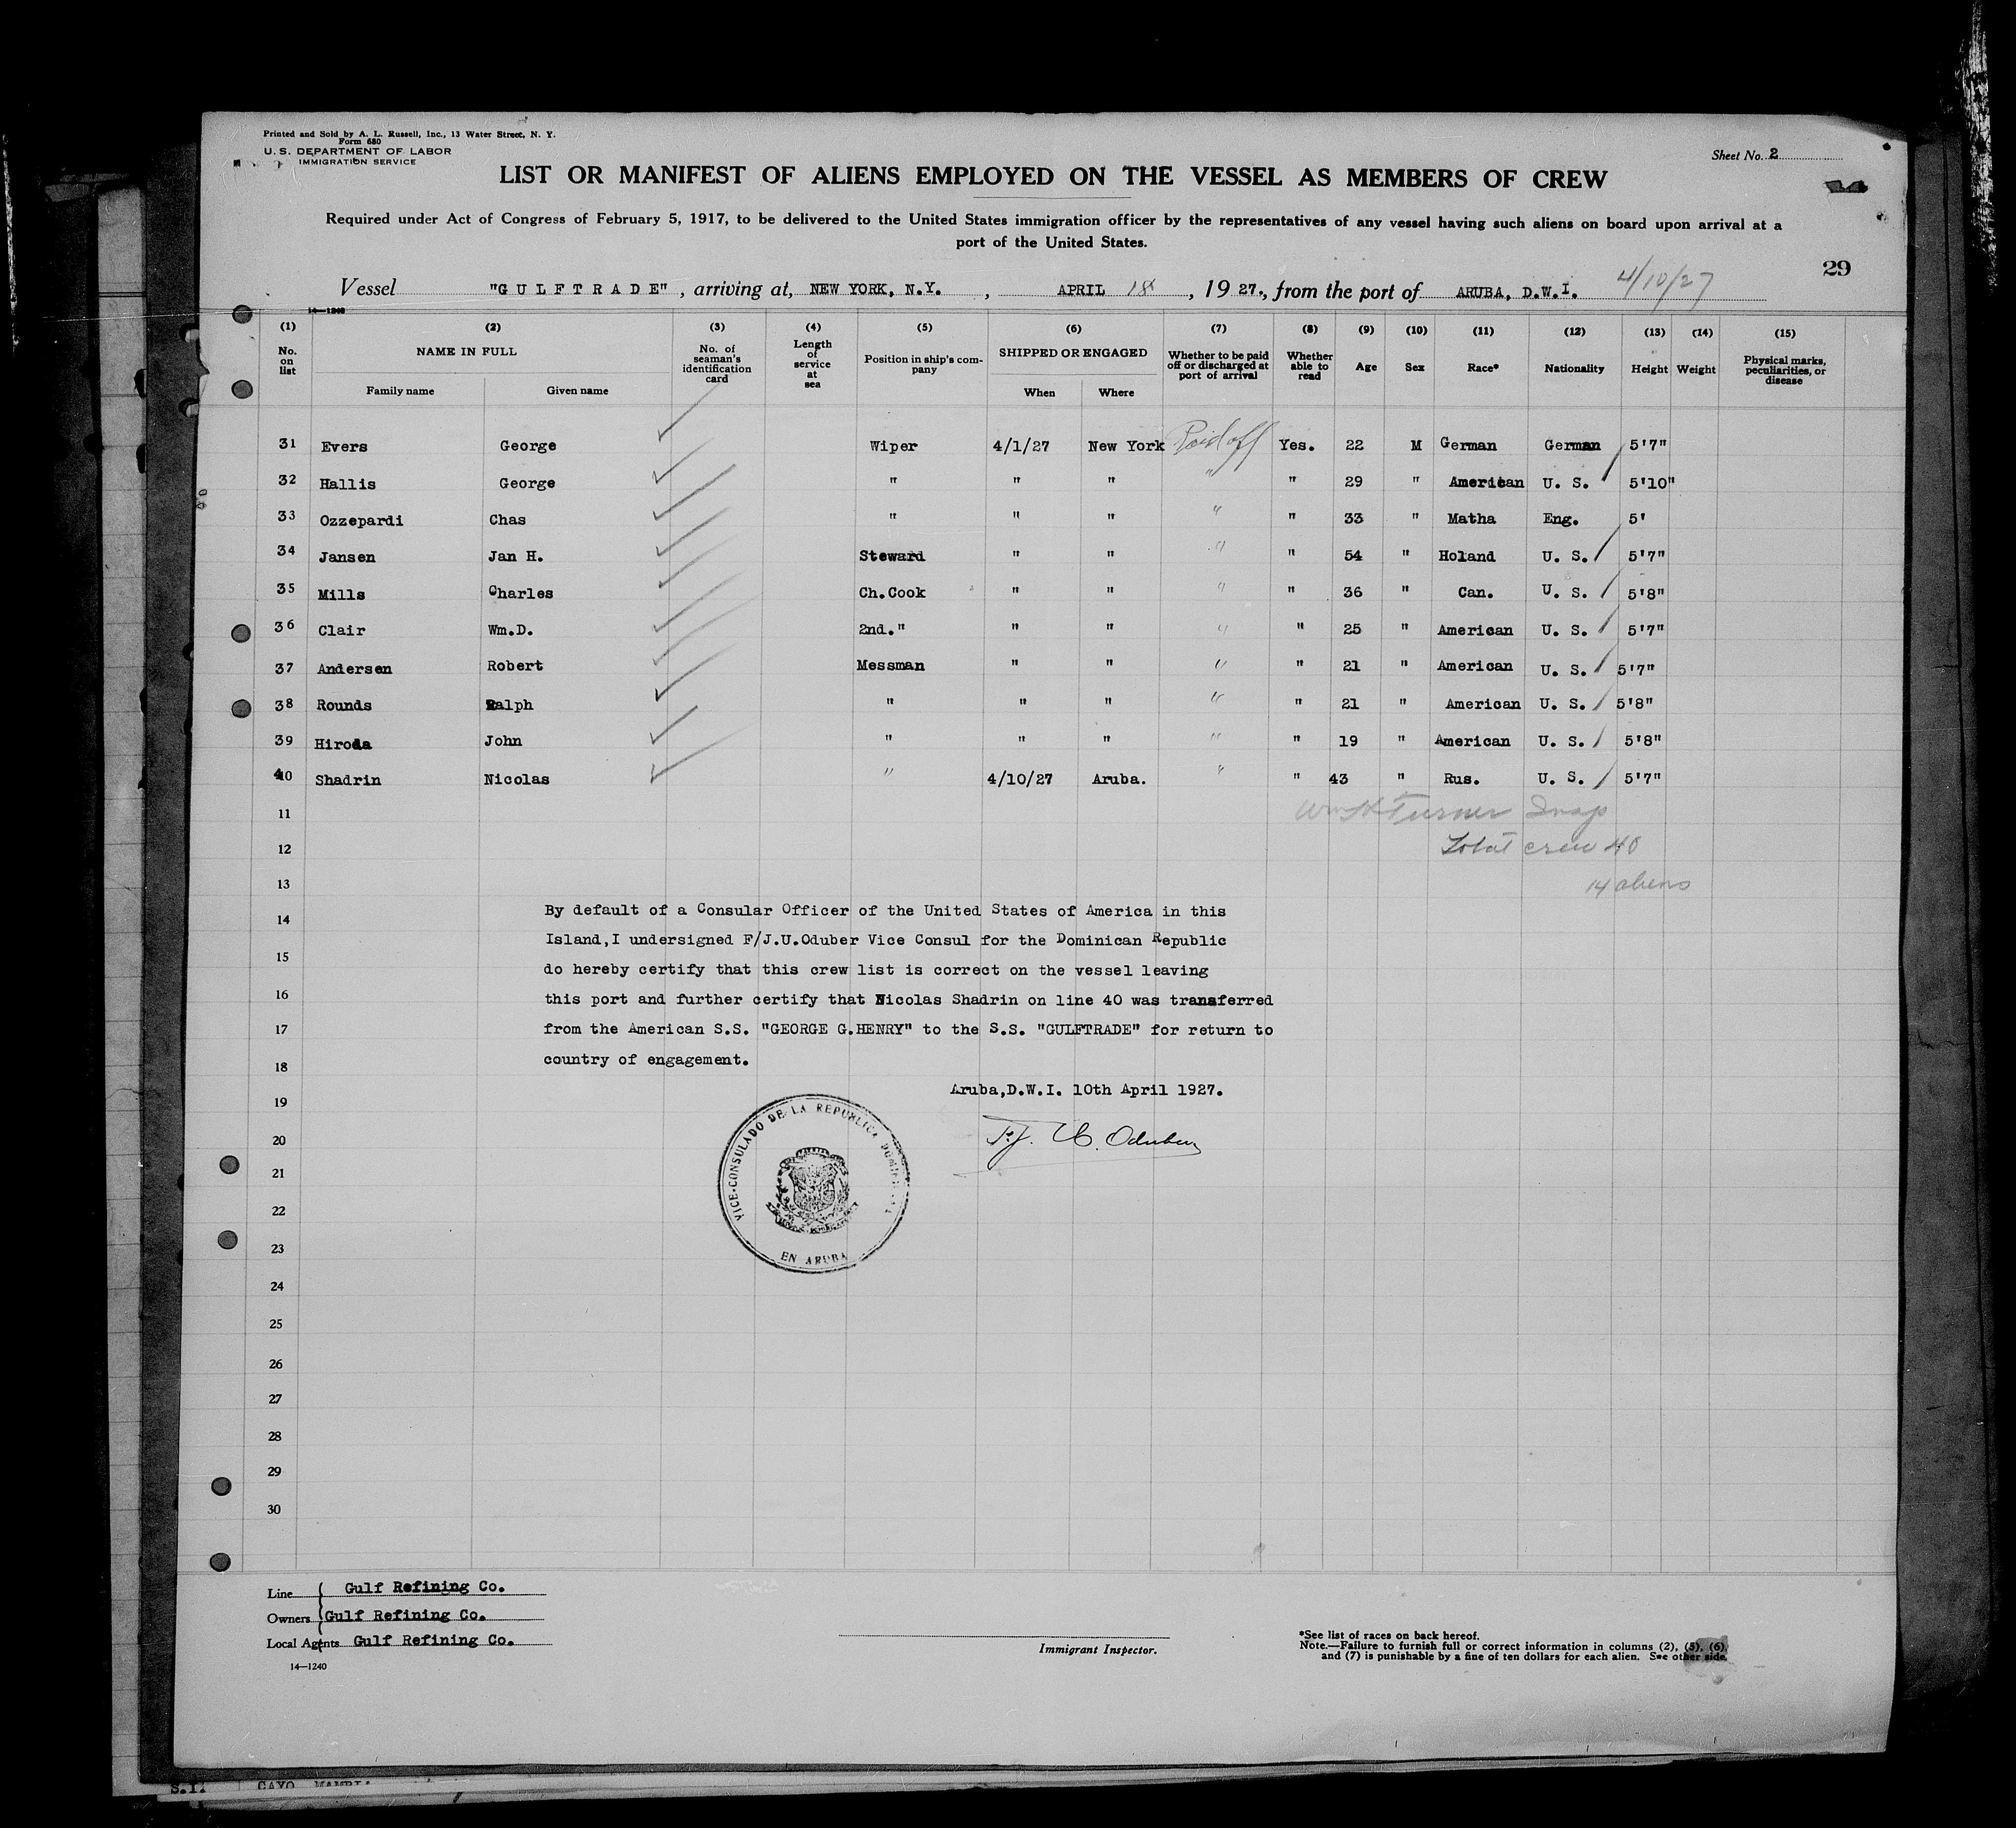 Printed and Sold by A. L. Russell, Inc., 13 Water Street, N. Y.
Form 680
U. S. DEPARTMENT OF LABOR
IMMIGRATION SERVICE
Sheet No. 2
LIST OR MANIFEST OF ALIENS EMPLOYED ON THE VESSEL AS MEMBERS OF CREW
Required under Act of Congress of February 5, 1917, to be delivered to the United States immigration officer by the representatives of any vessel having such aliens on board upon arrival at a
port of the United States.
29
Vessel "GULFTRADE", arriving at, NEW YORK, N.Y., APRIL 18, 1927., from the port of ARUBA, D.W.I. 4/10/27
14—1240
(1) (2) (3) (4) (5) (6) (7) (8) (9) (10) (11) (12) (13) (14) (15)
No. on list NAME IN FULL Family name Given name No. of seaman's identification card Length of service at sea Position in ship's company SHIPPED OR ENGAGED When Where Whether to be paid off or discharged at port of arrival Whether able to read Age Sex Race* Nationality Height Weight Physical marks, peculiarities, or disease
31 Evers George Wiper 4/1/27 New York Paid off Yes. 22 M German German 5'7"
32 Hallis George " " " " " 29 " American U. S. 5'10"
33 Ozzepardi Chas " " " " " 33 " Matha Eng. 5'
34 Jansen Jan H. Steward " " " " 54 " Holand U. S. 5'7"
35 Mills Charles Ch.Cook " " " " 36 " Can. U. S. 5'8"
36 Clair Wm.D. 2nd." " " " " 25 " American U. S. 5'7"
37 Andersen Robert Messman " " " " 21 " American U. S. 5'7"
38 Rounds Ralph " " " " " 21 " American U. S. 5'8"
39 Hiroda John " " " " " 19 " American U. S. 5'8"
40 Shadrin Nicolas " 4/10/27 Aruba. " " 43 " Rus. U. S. 5'7"
11 Wm H Turner Insp
12 Total crew 40
13 14 aliens
14 By default of a Consular Officer of the United States of America in this
Island,I undersigned F/J.U.Oduber Vice Consul for the Dominican Republic
15 do hereby certify that this crew list is correct on the vessel leaving
16 this port and further certify that Nicolas Shadrin on line 40 was transferred
17 from the American S.S. "GEORGE G.HENRY" to the S.S. "GULFTRADE" for return to
18 country of engagement.
19 Aruba,D.W.I. 10th April 1927.
20 F.J. U. Oduber
VICE-CONSULADO DE LA REPUBLICA DOMINICANA
EN ARUBA
21
22
23
24
25
26
27
28
29
30
Line Gulf Refining Co.
Owners Gulf Refining Co.
Local Agents Gulf Refining Co.
14—1240
Immigrant Inspector.
*See list of races on back hereof.
Note.—Failure to furnish full or correct information in columns (2), (5), (6),
and (7) is punishable by a fine of ten dollars for each alien. See other side.